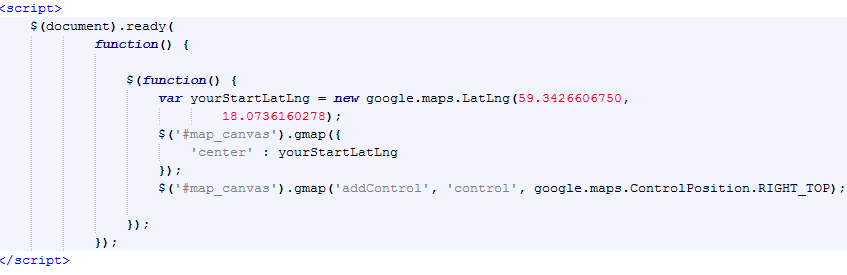 <script>
$(document).ready(
function() {
$(function() {
var yourStartLatLng = new google.maps.LatLng(59.3426606750,
18.0736160278);
$('#map_canvas').gmap({
'center' : yourStartLatLng
});
$('#map_canvas').gmap('addControl', 'control', google.maps.ControlPosition.RIGHT_TOP);
});
});
</script>